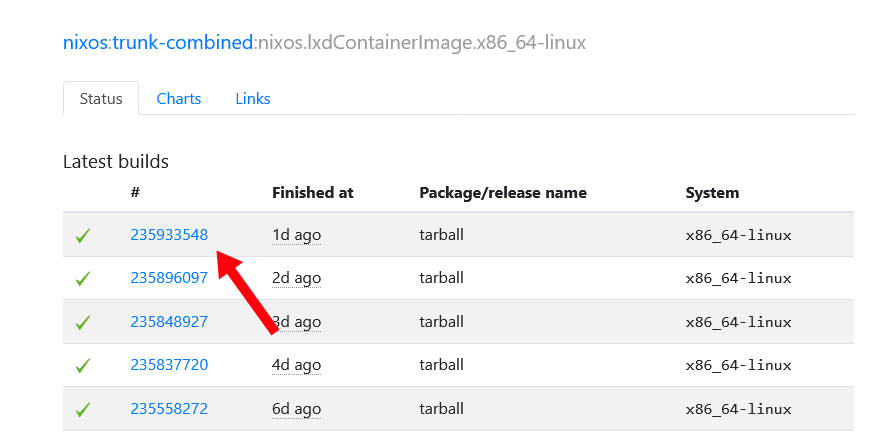 nixos:trunk-combined:nixos.lxdContainerImage.x86_64-linux
Status Charts Links
Latest builds
# Finished at Package/release name System
235933548 1d ago tarball x86_64-linux
235896097 2d ago tarball x86_64-linux
235848927 3d ago tarball x86_64-linux
235837720 4d ago tarball x86_64-linux
235558272 6d ago tarball x86_64-linux